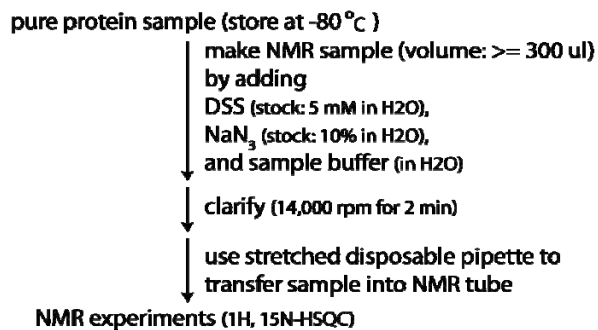 pure protein sample (store at -80 °C )
make NMR sample (volume: >= 300 ul)
by adding
DSS (stock: 5 mM in H2O),
NaN₃ (stock: 10% in H2O),
and sample buffer (in H2O)
clarify (14,000 rpm for 2 min)
use stretched disposable pipette to
transfer sample into NMR tube
NMR experiments (1H, 15N-HSQC)